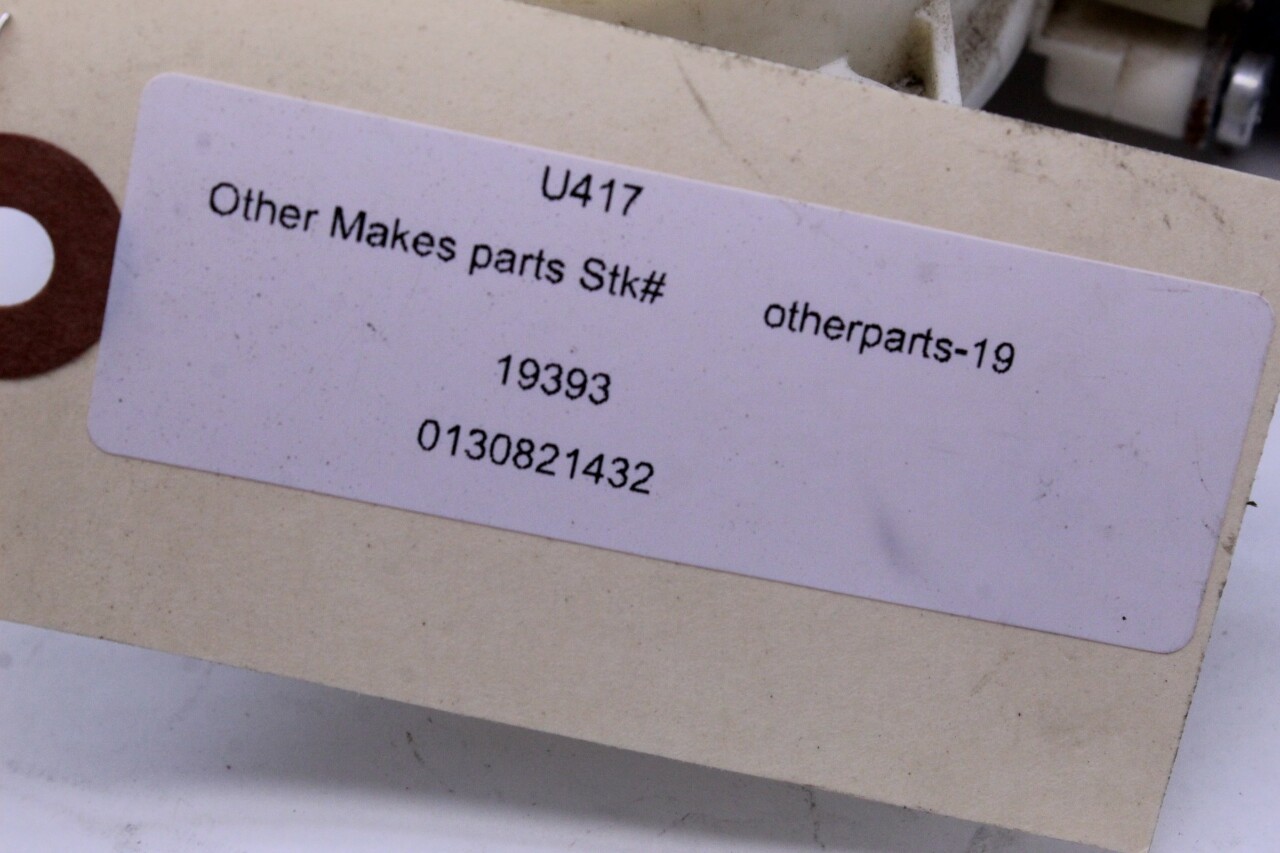 U417
Other Makes parts Stk# otherparts-19
19393
0130821432